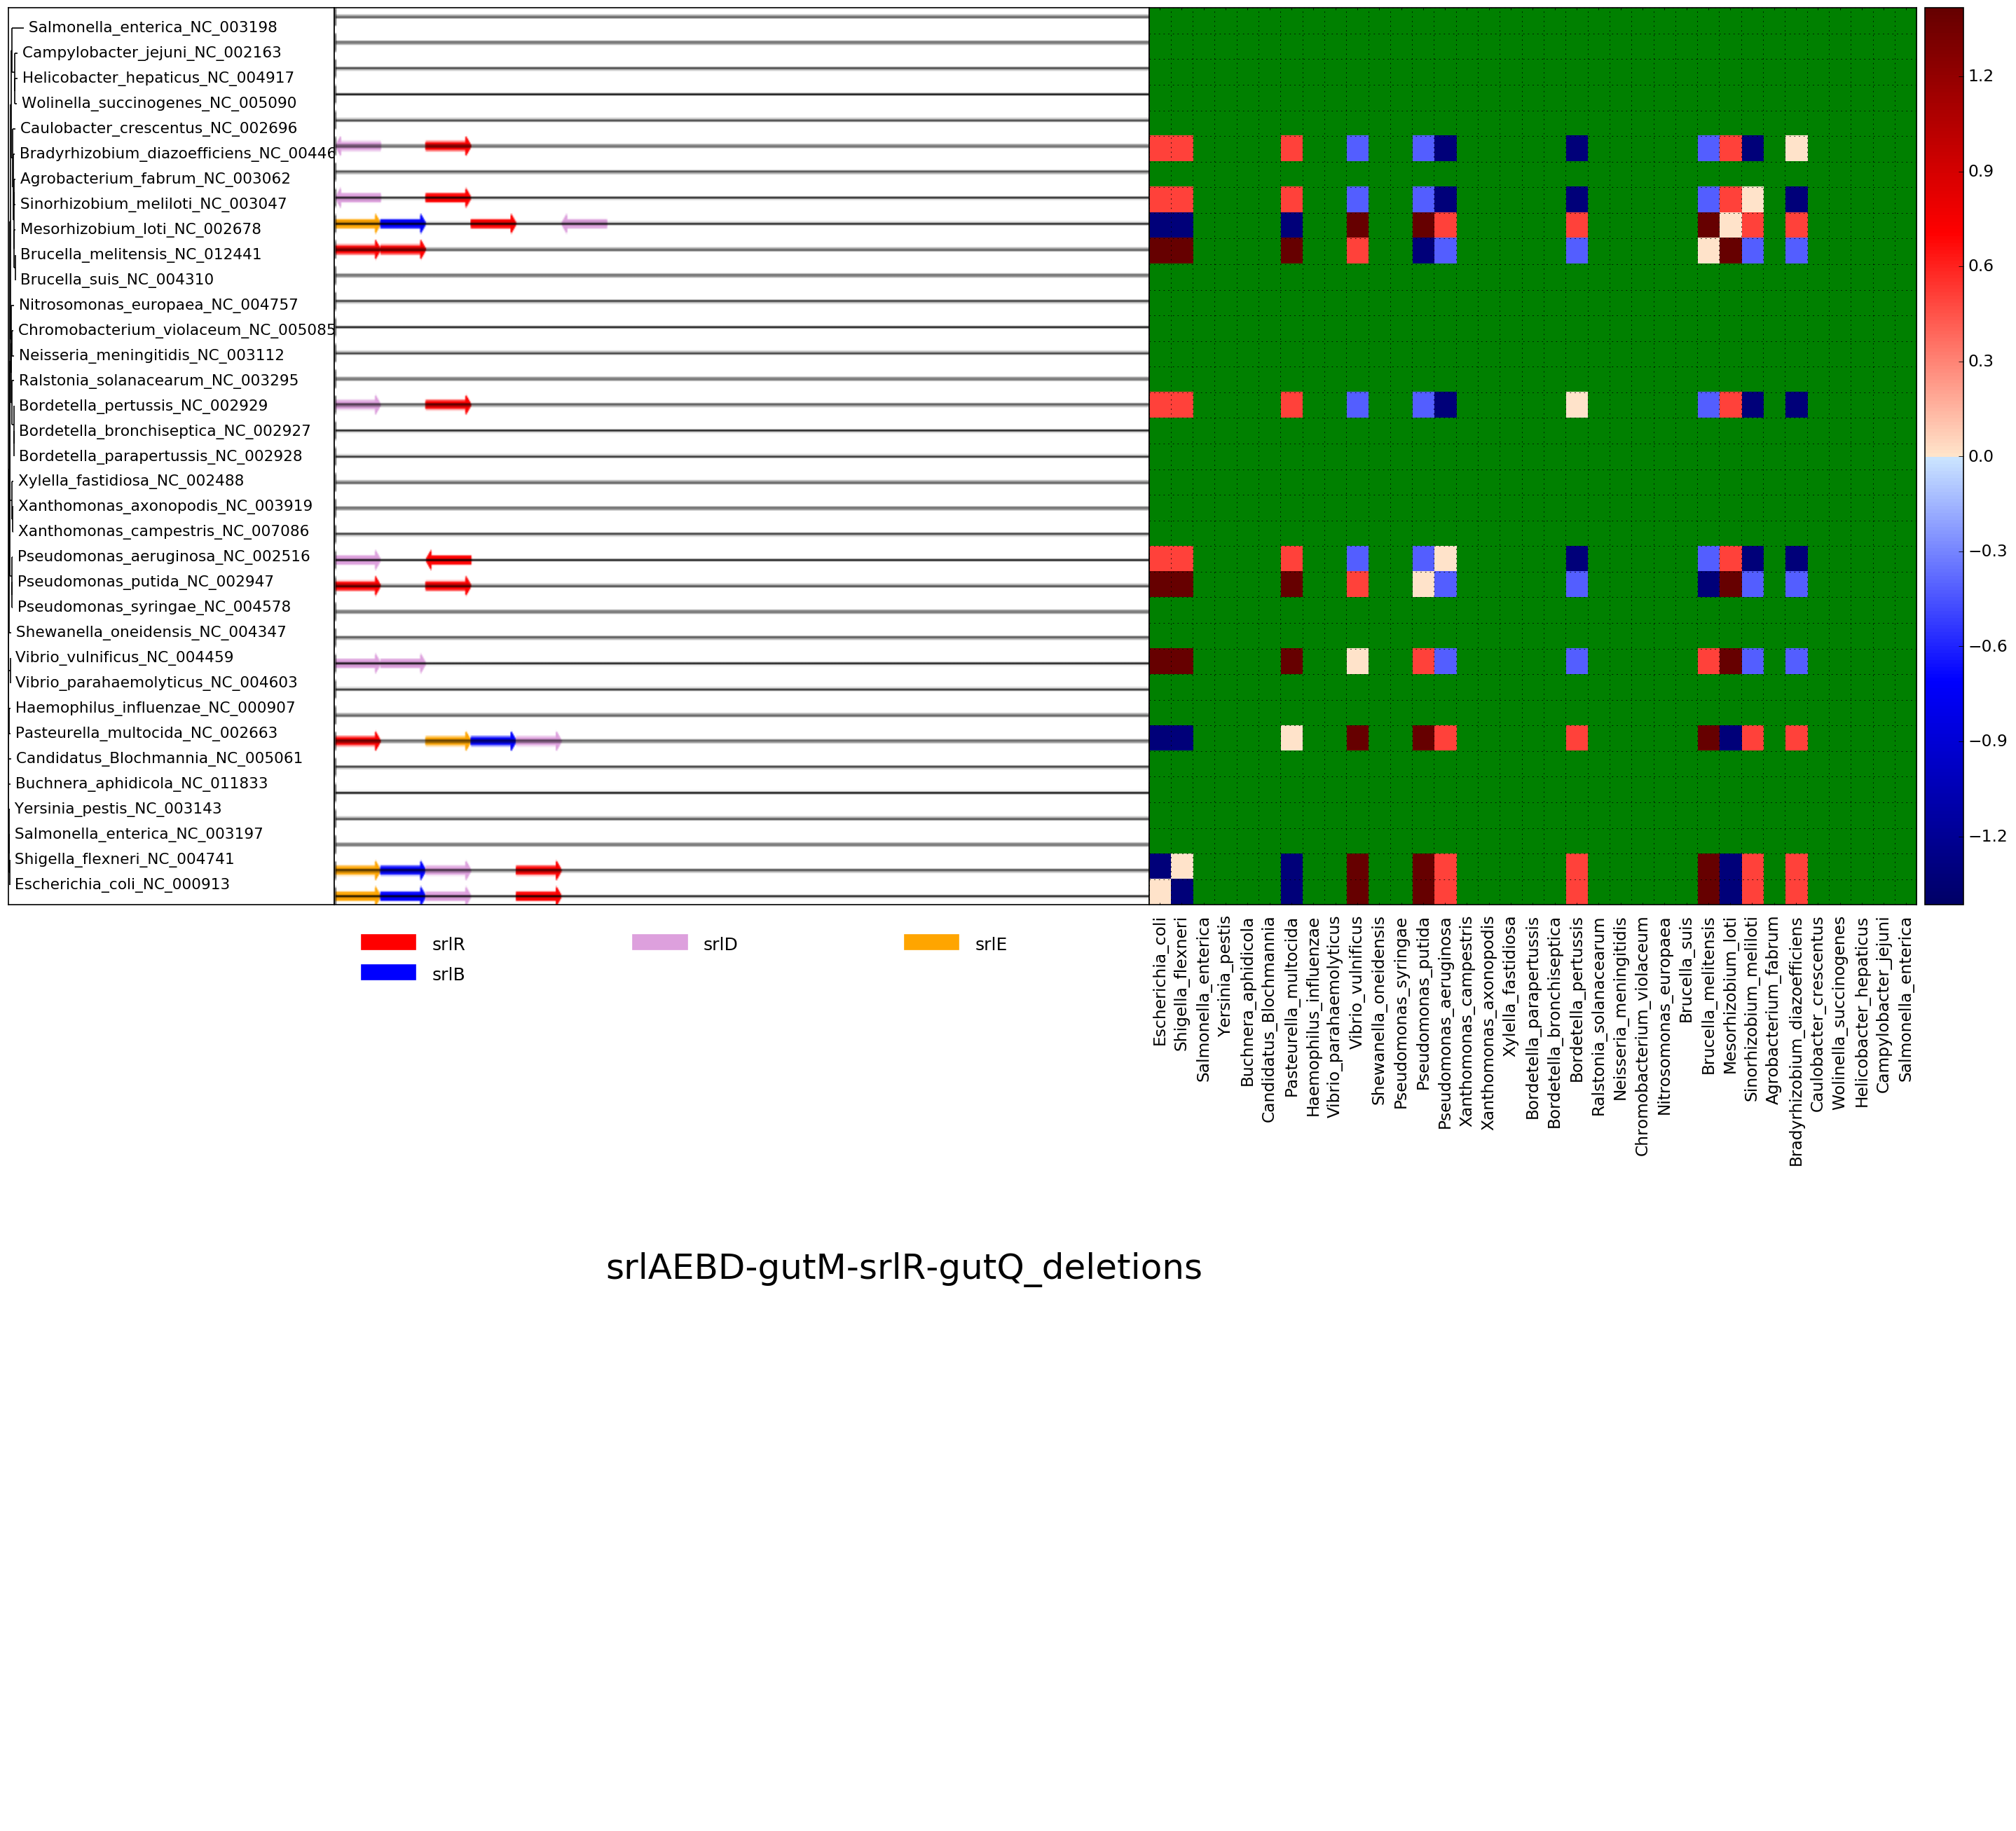 Salmonella_enterica_NC_003198
Campylobacter_jejuni_NC_002163
Helicobacter_hepaticus_NC_004917
Wolinella_succinogenes_NC_005090
Caulobacter_crescentus_NC_002696
Bradyrhizobium_diazoefficiens_NC_00446
Agrobacterium_fabrum_NC_003062
Sinorhizobium_meliloti_NC_003047
Mesorhizobium_loti_NC_002678
Brucella_melitensis_NC_012441
Brucella_suis_NC_004310
Nitrosomonas_europaea_NC_004757
Chromobacterium_violaceum_NC_005085
Neisseria_meningitidis_NC_003112
Ralstonia_solanacearum_NC_003295
Bordetella_pertussis_NC_002929
Bordetella_bronchiseptica_NC_002927
Bordetella_parapertussis_NC_002928
Xylella_fastidiosa_NC_002488
Xanthomonas_axonopodis_NC_003919
Xanthomonas_campestris_NC_007086
Pseudomonas_aeruginosa_NC_002516
Pseudomonas_putida_NC_002947
Pseudomonas_syringae_NC_004578
Shewanella_oneidensis_NC_004347
Vibrio_vulnificus_NC_004459
Vibrio_parahaemolyticus_NC_004603
Haemophilus_influenzae_NC_000907
Pasteurella_multocida_NC_002663
Candidatus_Blochmannia_NC_005061
Buchnera_aphidicola_NC_011833
Yersinia_pestis_NC_003143
Salmonella_enterica_NC_003197
Shigella_flexneri_NC_004741
Escherichia_coli_NC_000913
1.2
0.9
0.6
0.3
0.0
−0.3
−0.6
−0.9
−1.2
srlR
srlD
srlE
srlB
Escherichia_coli
Shigella_flexneri
Salmonella_enterica
Yersinia_pestis
Buchnera_aphidicola
Candidatus_Blochmannia
Pasteurella_multocida
Haemophilus_influenzae
Vibrio_parahaemolyticus
Vibrio_vulnificus
Shewanella_oneidensis
Pseudomonas_syringae
Pseudomonas_putida
Pseudomonas_aeruginosa
Xanthomonas_campestris
Xanthomonas_axonopodis
Xylella_fastidiosa
Bordetella_parapertussis
Bordetella_bronchiseptica
Bordetella_pertussis
Ralstonia_solanacearum
Neisseria_meningitidis
Chromobacterium_violaceum
Nitrosomonas_europaea
Brucella_suis
Brucella_melitensis
Mesorhizobium_loti
Sinorhizobium_meliloti
Agrobacterium_fabrum
Bradyrhizobium_diazoefficiens
Caulobacter_crescentus
Wolinella_succinogenes
Helicobacter_hepaticus
Campylobacter_jejuni
Salmonella_enterica
srlAEBD-gutM-srlR-gutQ_deletions